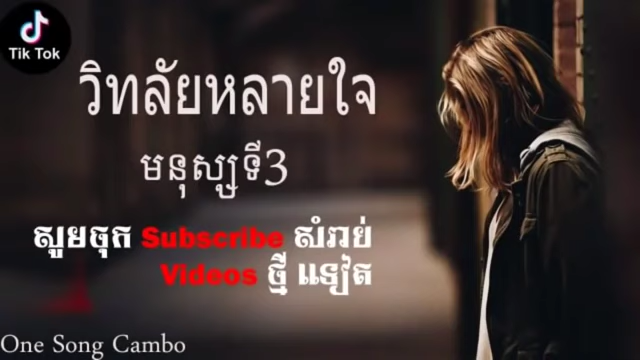 Tik Tok
วิทลัยหลายใจ
មនុស្សទី3
សូមចុក Subscribe សំរាប់
Videos ថ្មី ទៀត
One Song Cambo